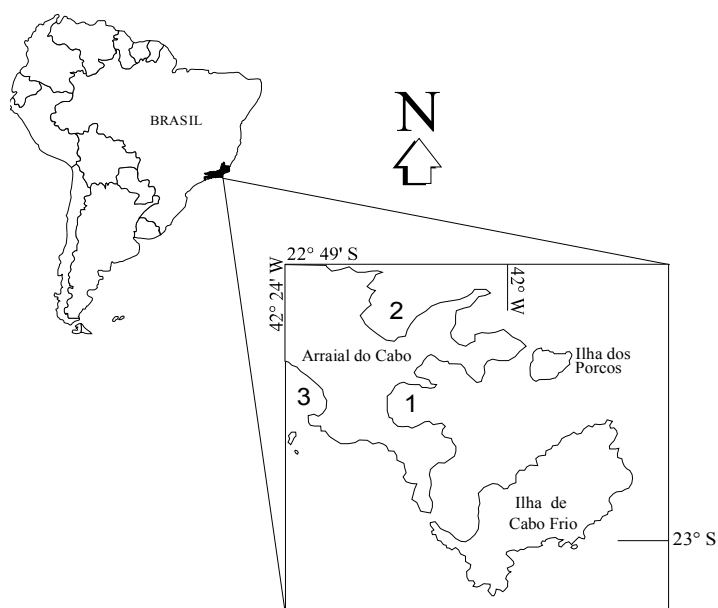 BRASIL
N
22° 49' S
42° 24' W
42° W
2
Arraial do Cabo
Ilha dos
Porcos
3
1
Ilha de
Cabo Frio
23° S